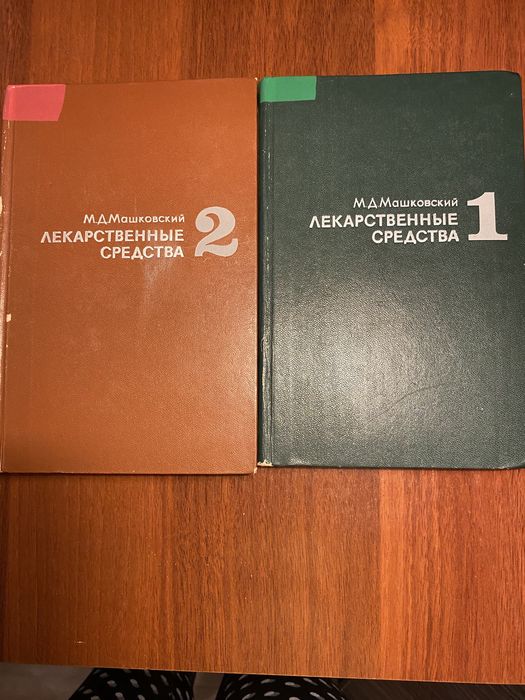 М.Д.Машковский
ЛЕКАРСТВЕННЫЕ
СРЕДСТВА
2
М.Д.Машковский
ЛЕКАРСТВЕННЫЕ
СРЕДСТВА
1